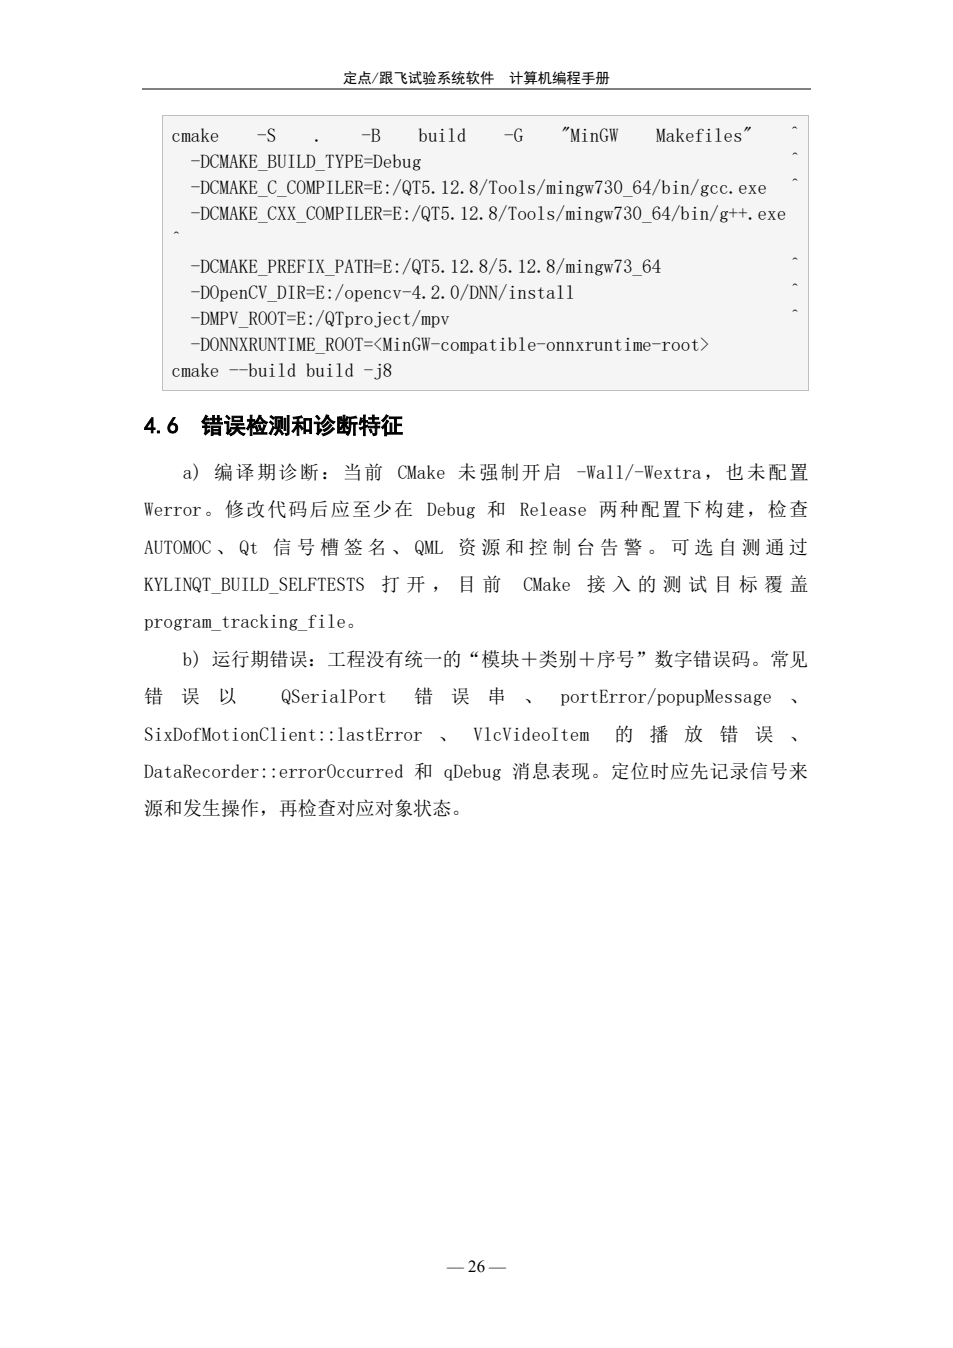 定点/跟飞试验系统软件 计算机编程手册
cmake -S . -B build -G "MinGW Makefiles" ^
-DCMAKE_BUILD_TYPE=Debug ^
-DCMAKE_C_COMPILER=E:/QT5.12.8/Tools/mingw730_64/bin/gcc.exe ^
-DCMAKE_CXX_COMPILER=E:/QT5.12.8/Tools/mingw730_64/bin/g++.exe
^
-DCMAKE_PREFIX_PATH=E:/QT5.12.8/5.12.8/mingw73_64 ^
-DOpenCV_DIR=E:/opencv-4.2.0/DNN/install ^
-DMPV_ROOT=E:/QTproject/mpv ^
-DONNXRUNTIME_ROOT=<MinGW-compatible-onnxruntime-root>
cmake --build build -j8
4.6 错误检测和诊断特征
a) 编译期诊断：当前 CMake 未强制开启 -Wall/-Wextra，也未配置
Werror。修改代码后应至少在 Debug 和 Release 两种配置下构建，检查
AUTOMOC、Qt 信号槽签名、QML 资源和控制台告警。可选自测通过
KYLINQT_BUILD_SELFTESTS 打开，目前 CMake 接入的测试目标覆盖
program_tracking_file。
b) 运行期错误：工程没有统一的“模块＋类别＋序号”数字错误码。常见
错误以 QSerialPort 错误串、portError/popupMessage、
SixDofMotionClient::lastError、VlcVideoItem 的播放错误、
DataRecorder::errorOccurred 和 qDebug 消息表现。定位时应先记录信号来
源和发生操作，再检查对应对象状态。
— 26 —